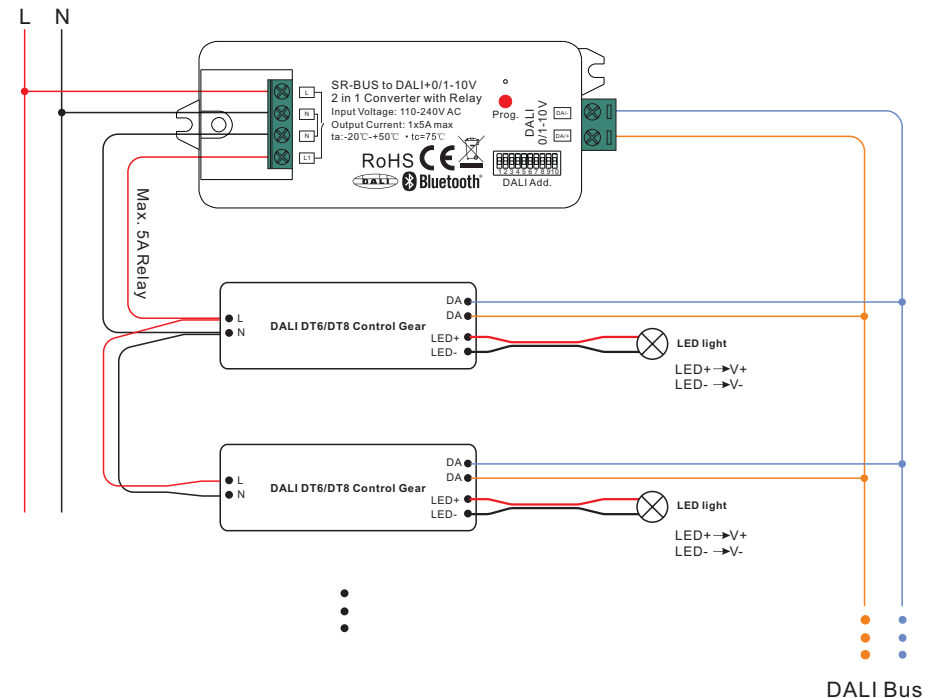 L N
SR-BUS to DALI+0/1-10V
2 in 1 Converter with Relay
Input Voltage: 110-240V AC
Output Current: 1x5A max
ta:-20℃-+50℃ • tc=75℃
L
N
N
L1
RoHS CE
DALI Bluetooth®
Prog.
DALI
0/1-10V
DA/-
DA/+
1 2 3 4 5 6 7 8 9 10
DALI Add.
Max. 5A Relay
L
N
DALI DT6/DT8 Control Gear
DA
DA
LED+
LED-
LED light
LED+→V+
LED- →V-
L
N
DALI DT6/DT8 Control Gear
DA
DA
LED+
LED-
LED light
LED+→V+
LED- →V-
DALI Bus